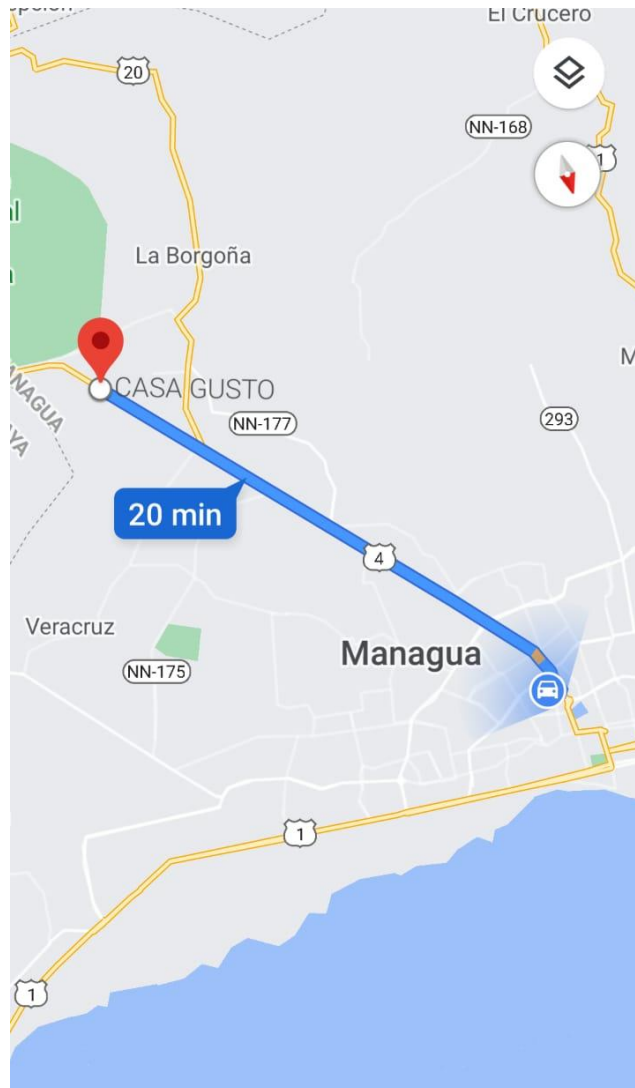 El Crucero
20
NN-168
1
La Borgoña
CASA GUSTO
NN-177
293
20 min
4
Veracruz
Managua
NN-175
1
1